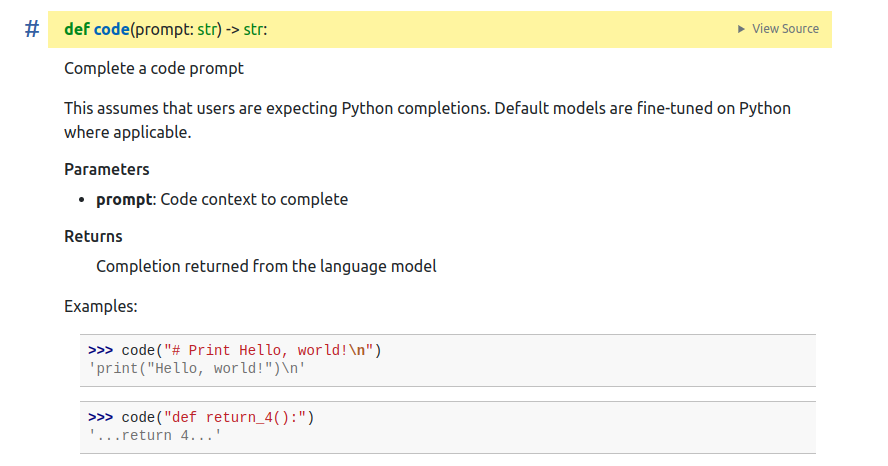 # def code(prompt: str) -> str: View Source
Complete a code prompt
This assumes that users are expecting Python completions. Default models are fine-tuned on Python
where applicable.
Parameters
• prompt: Code context to complete
Returns
Completion returned from the language model
Examples:
>>> code("# Print Hello, world!\n")
'print("Hello, world!")\n'
>>> code("def return_4():")
'...return 4...'